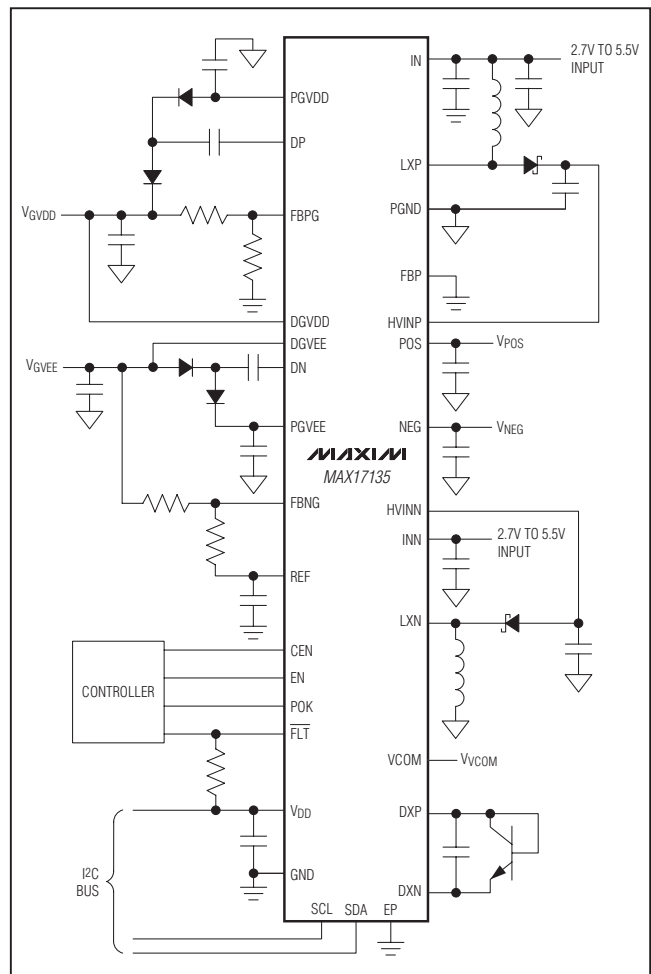 IN
2.7V TO 5.5V
INPUT
PGVDD
DP
LXP
VGVDD
FBPG
PGND
FBP
DGVDD
HVINP
DGVEE
POS
VPOS
VGVEE
DN
PGVEE
NEG
VNEG
MAXIM
MAX17135
FBNG
HVINN
INN
2.7V TO 5.5V
INPUT
REF
LXN
CEN
CONTROLLER
EN
POK
FLT
VCOM
VVCOM
VDD
DXP
I2C
BUS
GND
DXN
SCL
SDA
EP